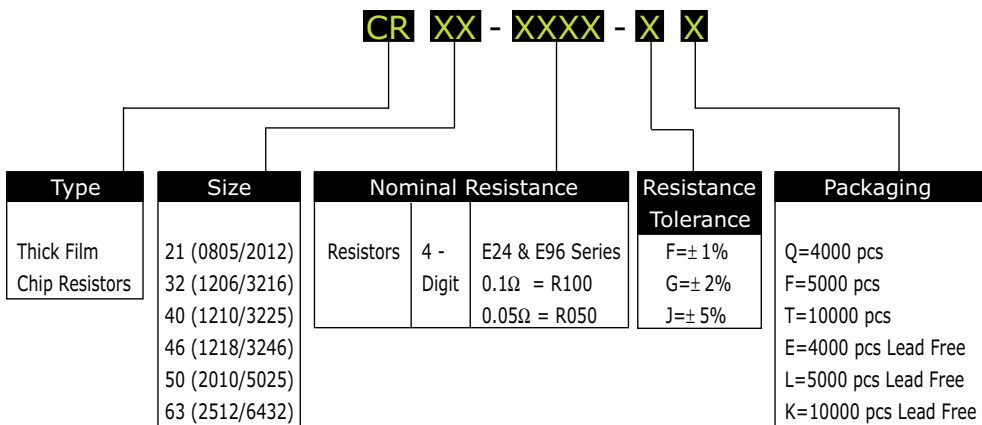 CR XX - XXXX - X X
Type
Thick Film
Chip Resistors
Size
21 (0805/2012)
32 (1206/3216)
40 (1210/3225)
46 (1218/3246)
50 (2010/5025)
63 (2512/6432)
Nominal Resistance
Resistors
4 -
Digit
E24 & E96 Series
0.1Ω = R100
0.05Ω = R050
Resistance
Tolerance
F=± 1%
G=± 2%
J=± 5%
Packaging
Q=4000 pcs
F=5000 pcs
T=10000 pcs
E=4000 pcs Lead Free
L=5000 pcs Lead Free
K=10000 pcs Lead Free